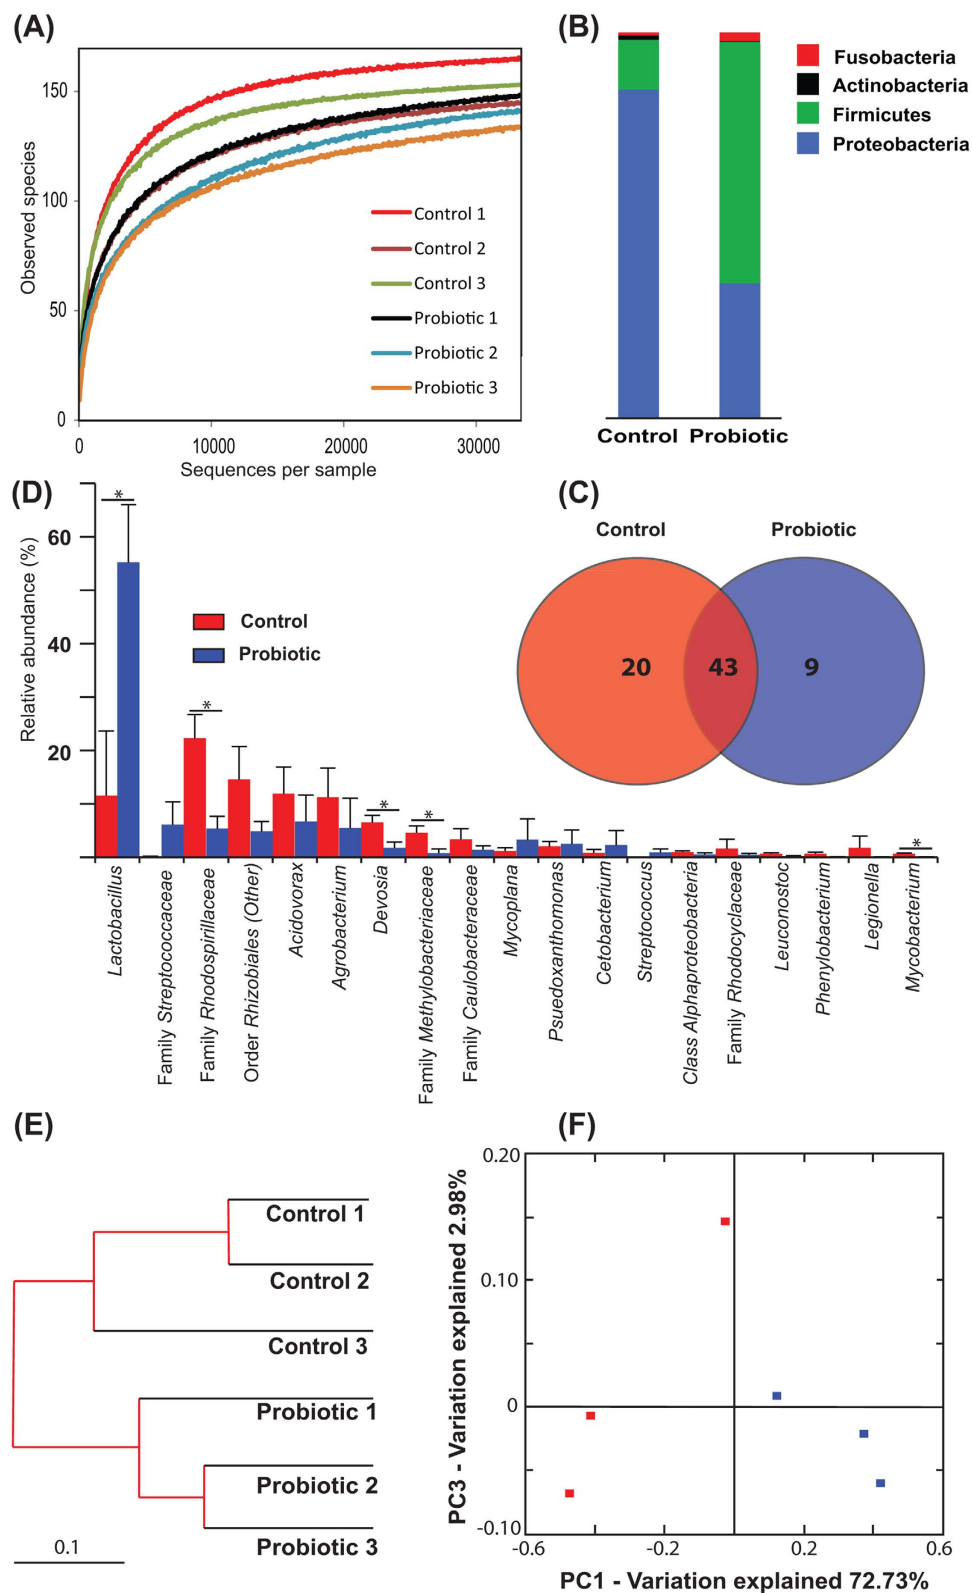 (A)
150
100
50
0
Observed species
0 10000 20000 30000
Sequences per sample
Control 1
Control 2
Control 3
Probiotic 1
Probiotic 2
Probiotic 3
(B)
Fusobacteria
Actinobacteria
Firmicutes
Proteobacteria
Control Probiotic
(D)
60
40
20
Relative abundance (%)
*
*
*
*
*
Control
Probiotic
Lactobacillus
Family Streptococcaceae
Family Rhodospirillaceae
Order Rhizobiales (Other)
Acidovorax
Agrobacterium
Devosia
Family Methylobacteriaceae
Family Caulobacteraceae
Mycoplana
Psuedoxanthomonas
Cetobacterium
Streptococcus
Class Alphaproteobacteria
Family Rhodocyclaceae
Leuconostoc
Phenylobacterium
Legionella
Mycobacterium
(C)
Control Probiotic
20 43 9
(E)
Control 1
Control 2
Control 3
Probiotic 1
Probiotic 2
Probiotic 3
0.1
(F)
0.20
0.10
0
-0.10
PC3 - Variation explained 2.98%
-0.6 -0.2 0.2 0.6
PC1 - Variation explained 72.73%